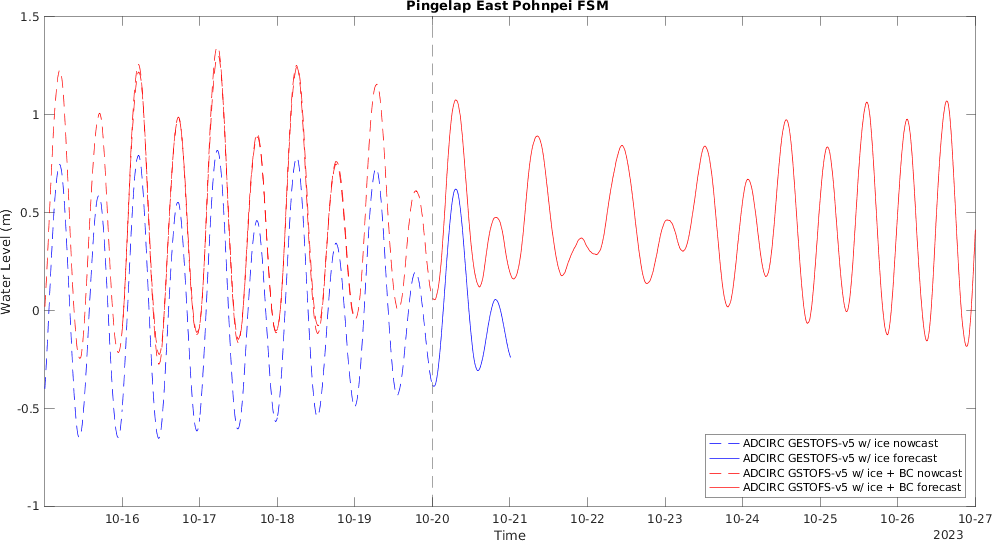 Pingelap East Pohnpei FSM
1.5
1
0.5
0
-0.5
-1
Water Level (m)
10-16 10-17 10-18 10-19 10-20 10-21 10-22 10-23 10-24 10-25 10-26 10-27
Time
2023
ADCIRC GESTOFS-v5 w/ ice nowcast
ADCIRC GESTOFS-v5 w/ ice forecast
ADCIRC GSTOFS-v5 w/ ice + BC nowcast
ADCIRC GSTOFS-v5 w/ ice + BC forecast